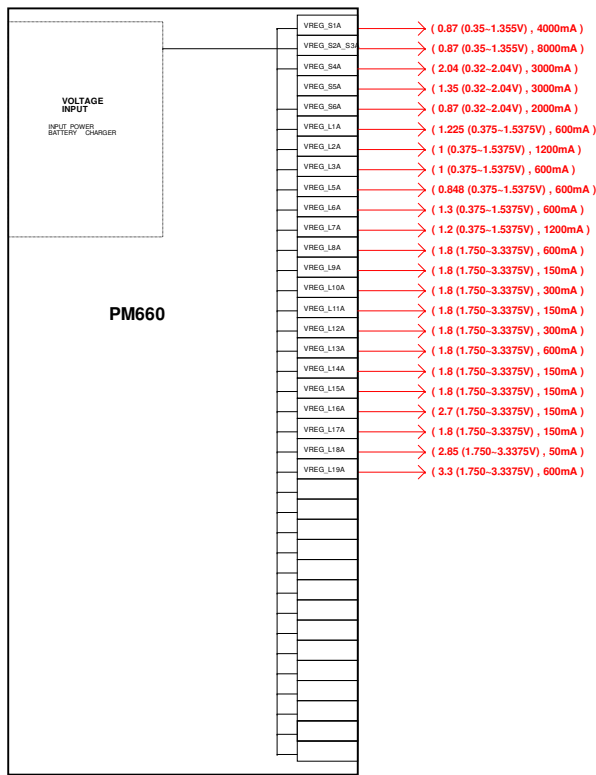 VREG_S1A ( 0.87 (0.35~1.355V) , 4000mA )
VREG_S2A_S3A ( 0.87 (0.35~1.355V) , 8000mA )
VREG_S4A ( 2.04 (0.32~2.04V) , 3000mA )
VREG_S5A ( 1.35 (0.32~2.04V) , 3000mA )
VOLTAGE
INPUT
VREG_S6A ( 0.87 (0.32~2.04V) , 2000mA )
INPUT POWER
BATTERY CHARGER
VREG_L1A ( 1.225 (0.375~1.5375V) , 600mA )
VREG_L2A ( 1 (0.375~1.5375V) , 1200mA )
VREG_L3A ( 1 (0.375~1.5375V) , 600mA )
VREG_L5A ( 0.848 (0.375~1.5375V) , 600mA )
VREG_L6A ( 1.3 (0.375~1.5375V) , 600mA )
VREG_L7A ( 1.2 (0.375~1.5375V) , 1200mA )
VREG_L8A ( 1.8 (1.750~3.3375V) , 600mA )
VREG_L9A ( 1.8 (1.750~3.3375V) , 150mA )
VREG_L10A ( 1.8 (1.750~3.3375V) , 300mA )
PM660
VREG_L11A ( 1.8 (1.750~3.3375V) , 150mA )
VREG_L12A ( 1.8 (1.750~3.3375V) , 300mA )
VREG_L13A ( 1.8 (1.750~3.3375V) , 600mA )
VREG_L14A ( 1.8 (1.750~3.3375V) , 150mA )
VREG_L15A ( 1.8 (1.750~3.3375V) , 150mA )
VREG_L16A ( 2.7 (1.750~3.3375V) , 150mA )
VREG_L17A ( 1.8 (1.750~3.3375V) , 150mA )
VREG_L18A ( 2.85 (1.750~3.3375V) , 50mA )
VREG_L19A ( 3.3 (1.750~3.3375V) , 600mA )